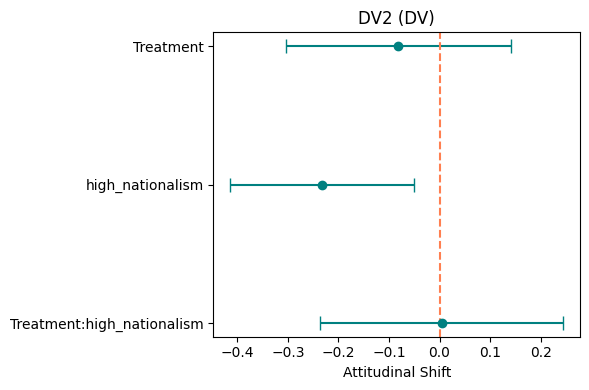 DV2 (DV)
Treatment
high_nationalism
Treatment:high_nationalism
−0.4 −0.3 −0.2 −0.1 0.0 0.1 0.2
Attitudinal Shift